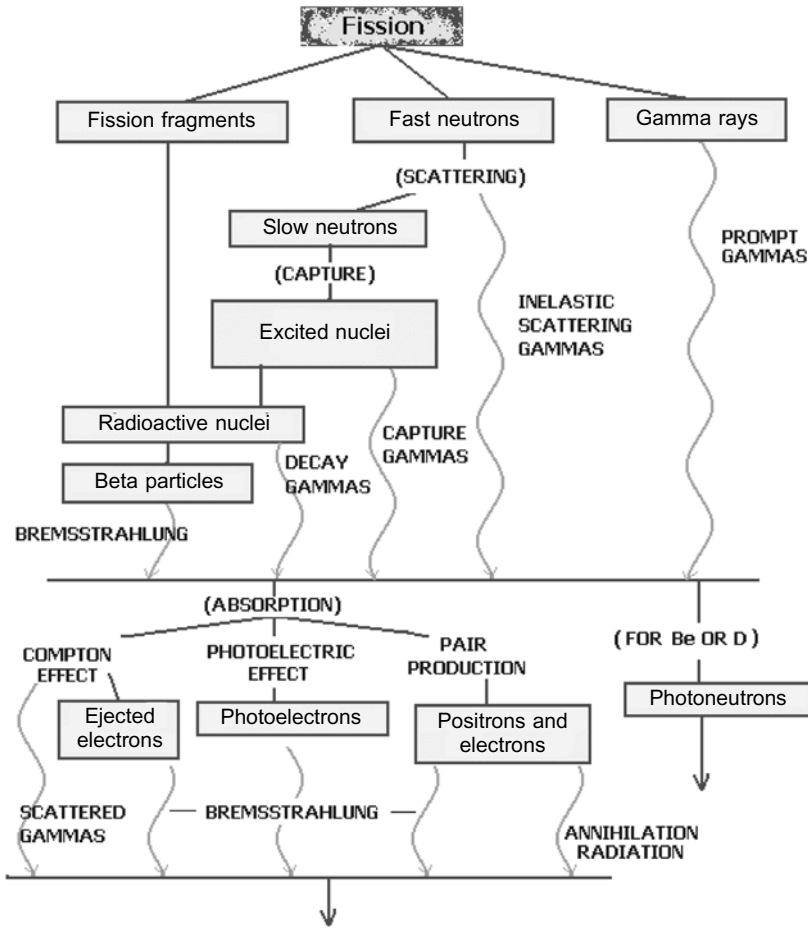 Fission
Fission fragments
Fast neutrons
Gamma rays
(SCATTERING)
Slow neutrons
PROMPT
GAMMAS
(CAPTURE)
INELASTIC
SCATTERING
GAMMAS
Excited nuclei
Radioactive nuclei
CAPTURE
GAMMAS
DECAY
GAMMAS
Beta particles
BREMSSTRAHLUNG
(ABSORPTION)
(FOR Be OR D)
COMPTON
EFFECT
PHOTOELECTRIC
EFFECT
PAIR
PRODUCTION
Ejected
electrons
Photoelectrons
Positrons and
electrons
Photoneutrons
SCATTERED
GAMMAS
BREMSSTRAHLUNG
ANNIHILATION
RADIATION